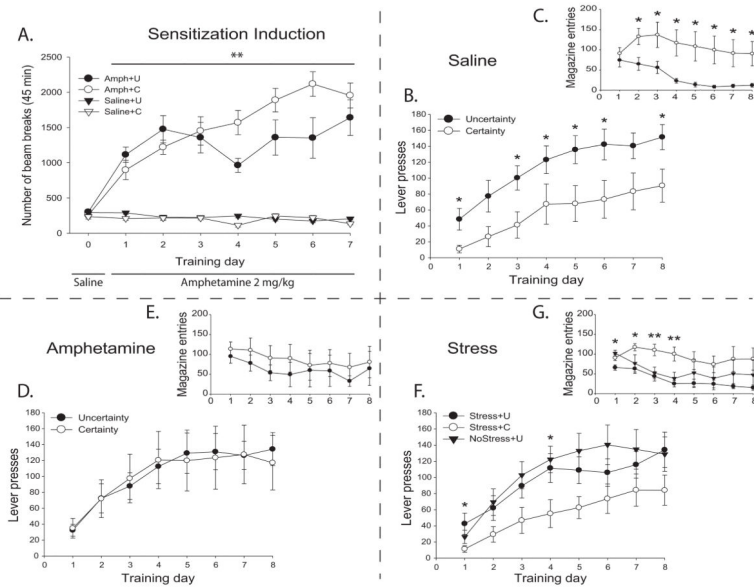 A.
Sensitization Induction
**
Number of beam breaks (45 min)
2500
2000
1500
1000
500
0
Amph+U
Amph+C
Saline+U
Saline+C
0 1 2 3 4 5 6 7
Training day
Saline
Amphetamine 2 mg/kg
C.
Magazine entries
200
150
100
50
0
* * * * * * *
0 1 2 3 4 5 6 7 8
Saline
B.
Lever presses
180
160
140
120
100
80
60
40
20
0
Uncertainty
Certainty
* * * * * *
0 1 2 3 4 5 6 7 8
Training day
E.
Magazine entries
200
150
100
50
0
0 1 2 3 4 5 6 7 8
Amphetamine
D.
Lever presses
180
160
140
120
100
80
60
40
20
0
Uncertainty
Certainty
0 1 2 3 4 5 6 7 8
Training day
G.
Magazine entries
200
150
100
50
0
* * ** **
0 1 2 3 4 5 6 7 8
Stress
F.
Lever presses
180
160
140
120
100
80
60
40
20
0
Stress+U
Stress+C
NoStress+U
* *
0 1 2 3 4 5 6 7 8
Training day